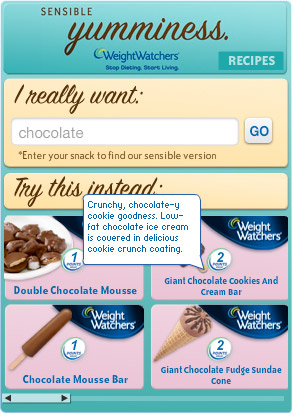 SENSIBLE
yumminess.
WeightWatchers
Stop Dieting. Start Living.
RECIPES
I really want:
chocolate
GO
*Enter your snack to find our sensible version
Try this instead:
Crunchy, chocolate-y
cookie goodness. Low-
fat chocolate ice cream
is covered in delicious
cookie crunch coating.
1
POINTS
Double Chocolate Mousse
Weight
Watchers
2
POINTS
Giant Chocolate Cookies And
Cream Bar
Weight
Watchers
1
POINTS
Chocolate Mousse Bar
Weight
Watchers
2
POINTS
Giant Chocolate Fudge Sundae
Cone